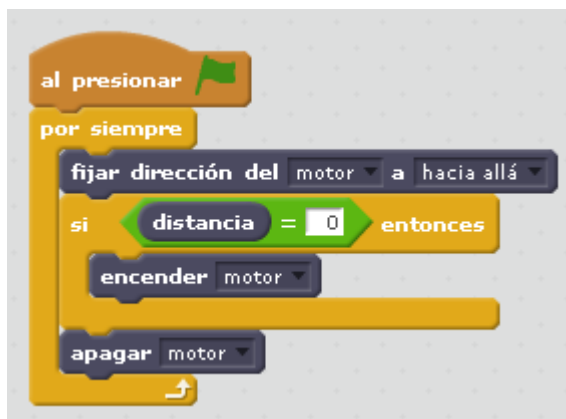 al presionar
por siempre
fijar dirección del motor a hacia allá
si distancia = 0 entonces
encender motor
apagar motor